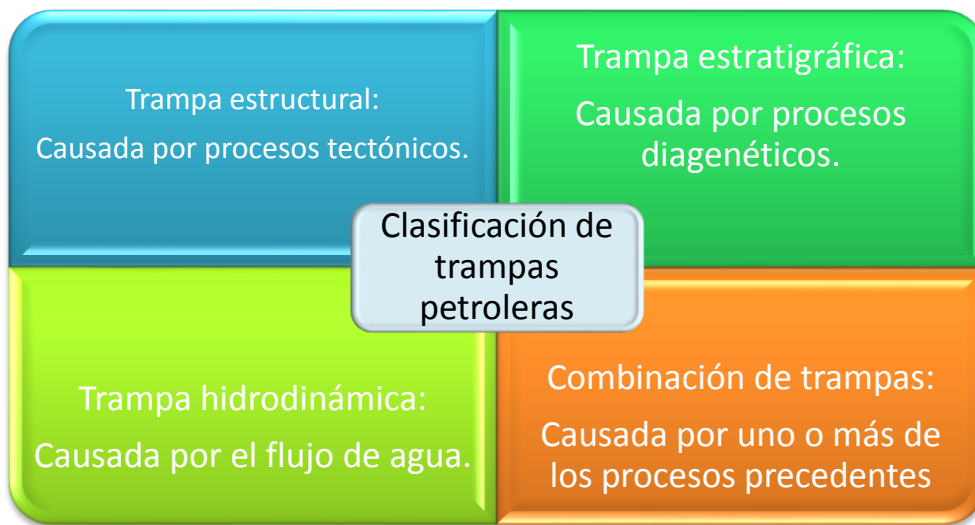 Trampa estructural:
Causada por procesos tectónicos.
Trampa estratigráfica:
Causada por procesos
diagenéticos.
Clasificación de
trampas
petroleras
Trampa hidrodinámica:
Causada por el flujo de agua.
Combinación de trampas:
Causada por uno o más de
los procesos precedentes